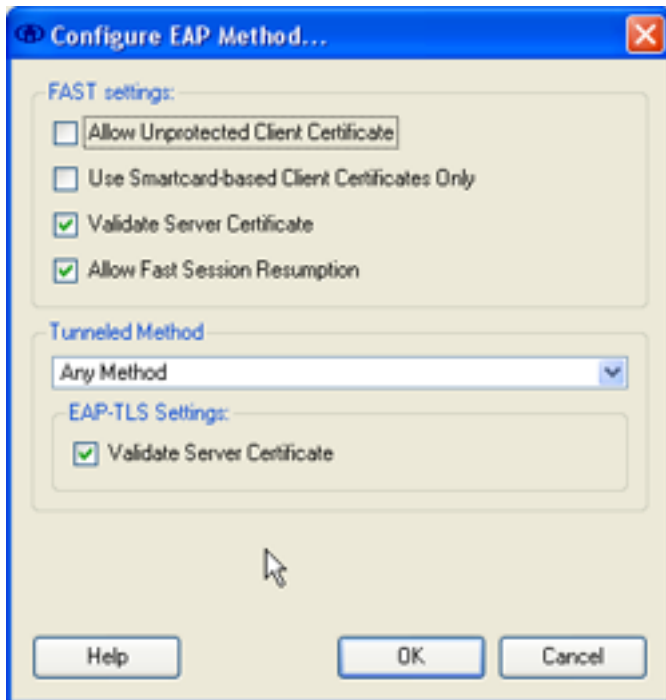 Configure EAP Method...
FAST settings:
Allow Unprotected Client Certificate
Use Smartcard-based Client Certificates Only
Validate Server Certificate
Allow Fast Session Resumption
Tunneled Method
Any Method
EAP-TLS Settings:
Validate Server Certificate
Help OK Cancel